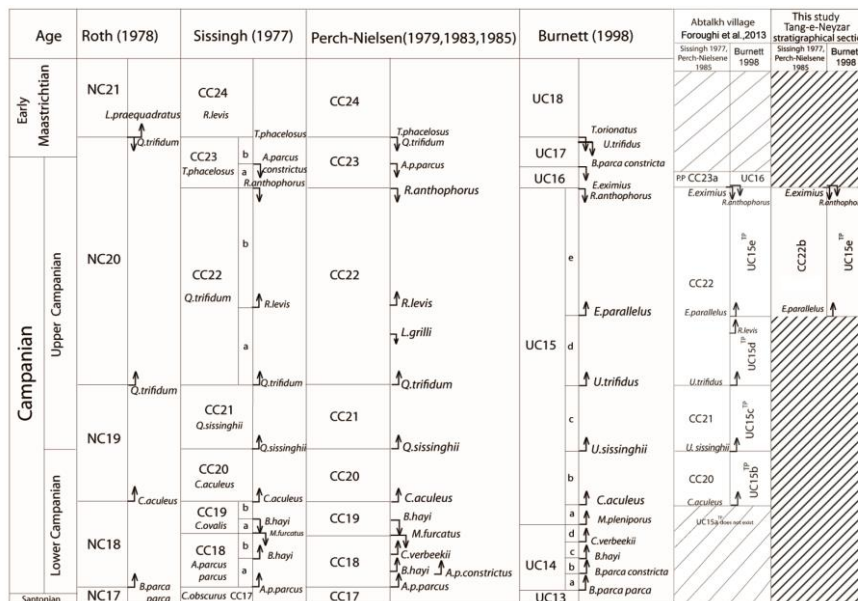 Age
Roth (1978)
Sissingh (1977)
Perch-Nielsen(1979,1983,1985)
Burnett (1998)
Abtalkh village
Foroughi et al.,2013
Sissingh 1977,
Perch-Nielsene
1985
Burnett
1998
This study
Tang-e-Neyzar
stratigraphical section
Sissingh 1977,
Perch-Nielsene
1985
Burnett
1998
Early
Maastrichtian
Campanian
Upper Campanian
Lower Campanian
Santonian
NC21
L.praequadratus
Q.trifidum
NC20
Q.trifidum
NC19
C.aculeus
NC18
B.parca
parca
NC17
CC24
R.levis
T.phacelosus
CC23
T.phacelosus
b
a
A.parcus
constrictus
R.anthophorus
CC22
Q.trifidum
b
R.levis
a
Q.trifidum
CC21
Q.sissinghii
Q.sissinghii
CC20
C.aculeus
C.aculeus
CC19
C.ovalis
b
a
B.hayi
M.furcatus
CC18
A.parcus
parcus
b
a
B.hayi
A.p.parcus
C.obscurus CC17
CC24
T.phacelosus
Q.trifidum
CC23
A.p.parcus
R.anthophorus
CC22
R.levis
L.grilli
Q.trifidum
CC21
Q.sissinghii
CC20
C.aculeus
CC19
B.hayi
M.furcatus
CC18
C.verbeekii
B.hayi
A.p.constrictus
A.p.parcus
CC17
UC18
T.orionatus
U.trifidus
UC17
B.parca constricta
UC16
E.eximius
R.anthophorus
UC15
e
E.parallelus
d
U.trifidus
c
U.sissinghii
b
C.aculeus
a
M.pleniporus
UC14
d
C.verbeekii
c
B.hayi
b
B.parca constricta
a
B.parca parca
UC13
P.P CC23a
UC16
E.eximius
R.anthophorus
CC22
UC15e TP
E.parallelus
R.levis
UC15d TP
U.trifidus
CC21
UC15c TP
U.sissinghii
CC20
UC15b TP
C.aculeus
UC15a TP does not exist
E.eximius
R.anthophorus
CC22b
UC15e TP
E.parallelus